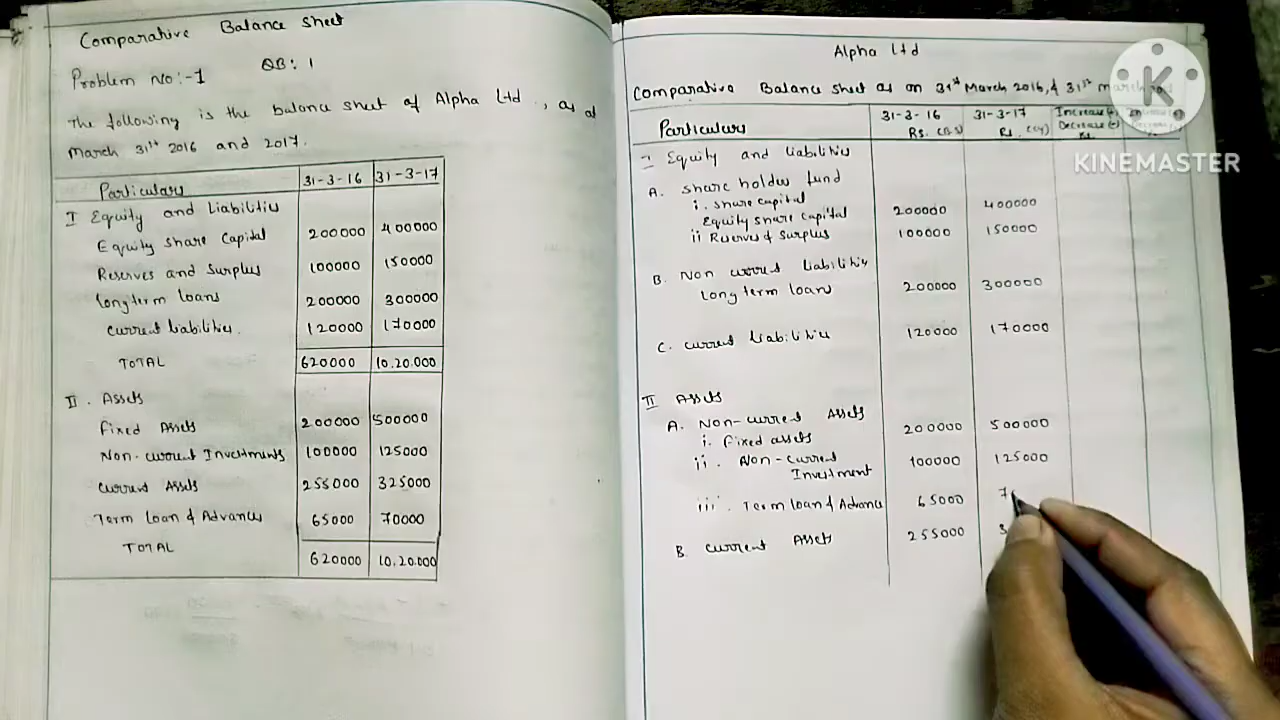 Comparative Balance sheet
Problem No:-1 QB: 1
The following is the balance sheet of Alpha Ltd., as at
March 31st 2016 and 2017.
Particulars 31-3-16 31-3-17
I Equity and Liabilities
Equity share Capital 200000 400000
Reserves and Surplus 100000 150000
Long term loans 200000 300000
Current liabilities. 120000 170000
TOTAL 620000 10.20.000
II. Assets
Fixed Assets 200000 500000
Non-current Investments 100000 125000
Current Assets 255000 325000
Term loan & Advances 65000 70000
TOTAL 620000 10.20.000
Alpha Ltd
Comparative Balance sheet as on 31st March 2016, & 31st march
Particulars 31-3-16 Rs. (B.Y) 31-3-17 Rs. (CY) Increase(+) Decrease(-) Rs.
I Equity and liabilities
A. Share holder fund
i. share capital
Equity share capital 200000 400000
ii Reserves & Surplus 100000 150000
B. Non current liabilities
Long term loans 200000 300000
C. current liabilities 120000 170000
II Assets
A. Non-current Assets
i. Fixed assets 200000 500000
ii. Non-current
Investment 100000 125000
iii. Term loan & Advance 65000 7
B. current Assets 255000 3
K
KINEMASTER